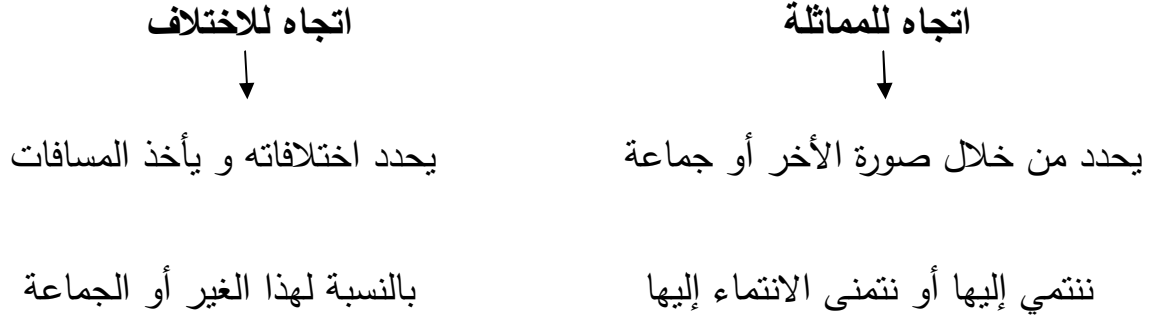 اتجاه للمماثلة
اتجاه للاختلاف
يحدد من خلال صورة الأخر أو جماعة
يحدد اختلافاته و يأخذ المسافات
ننتمي إليها أو نتمنى الانتماء إليها
بالنسبة لهذا الغير أو الجماعة